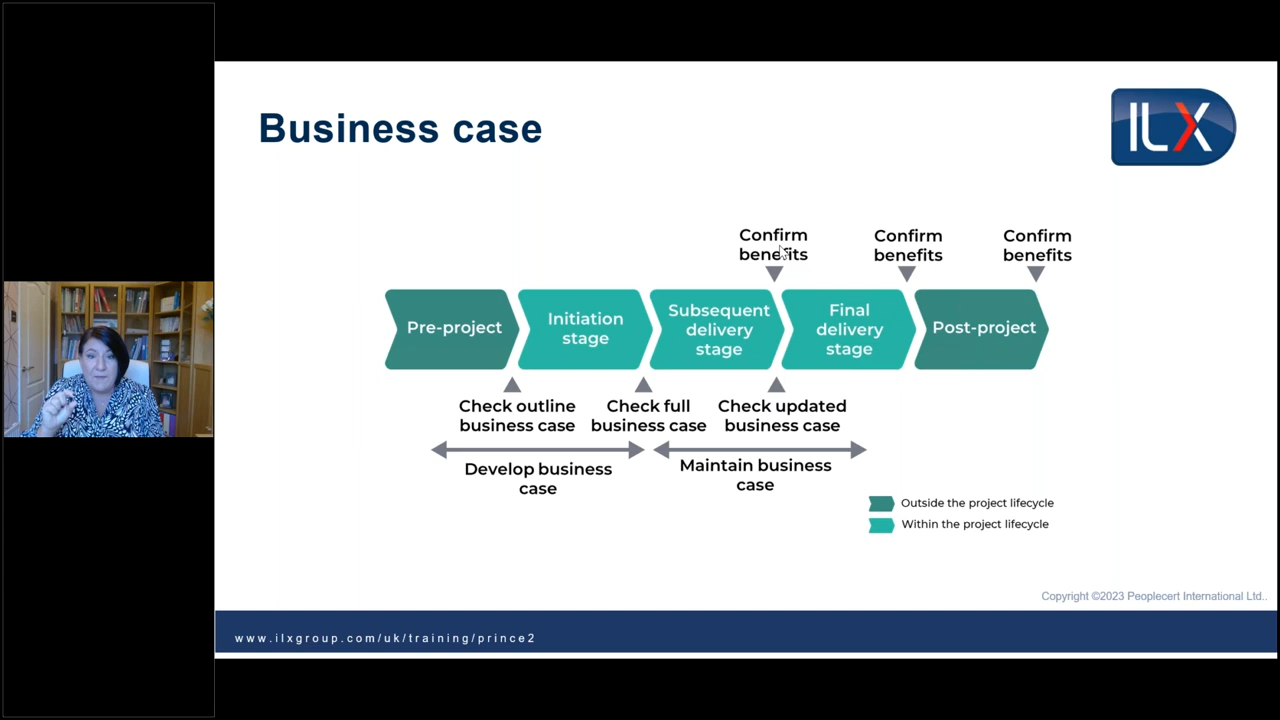 Business case
ILX
Confirm
benefits
Confirm
benefits
Confirm
benefits
Pre-project
Initiation
stage
Subsequent
delivery
stage
Final
delivery
stage
Post-project
Check outline
business case
Check full
business case
Check updated
business case
Develop business
case
Maintain business
case
Outside the project lifecycle
Within the project lifecycle
Copyright ©2023 Peoplecert International Ltd..
www.ilxgroup.com/uk/training/prince2